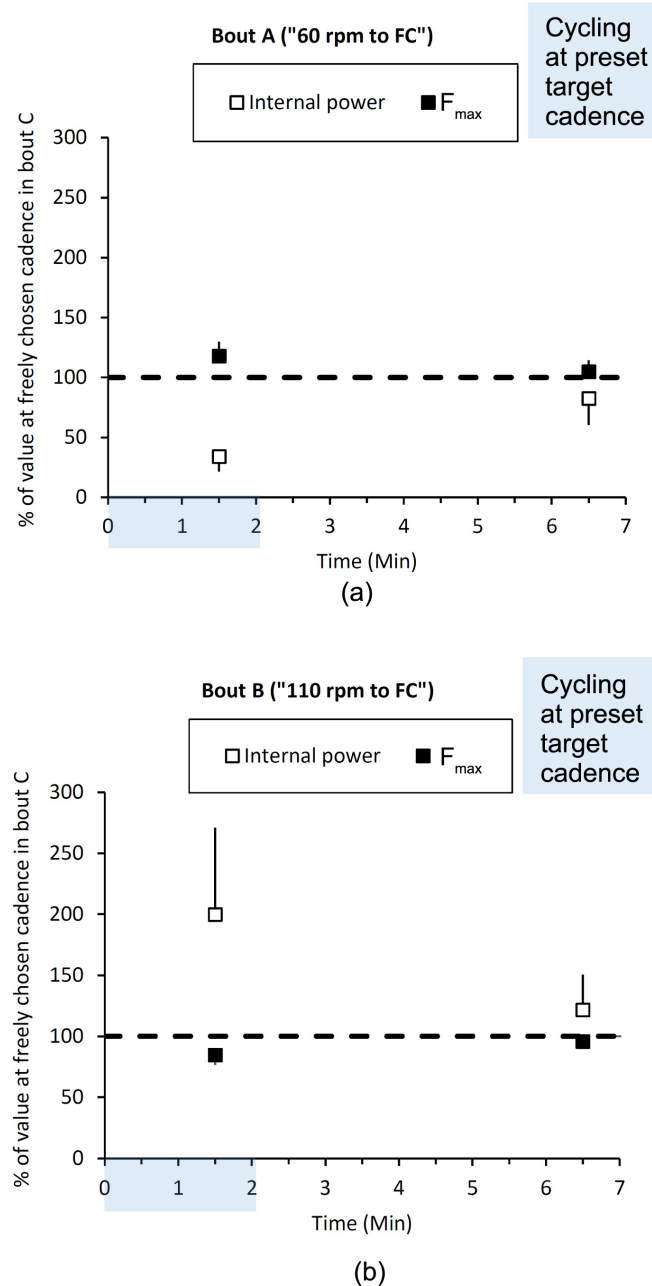 Bout A ("60 rpm to FC")
Cycling
at preset
target
cadence
Internal power
Fmax
% of value at freely chosen cadence in bout C
300
250
200
150
100
50
0
0 1 2 3 4 5 6 7
Time (Min)
(a)
Bout B ("110 rpm to FC")
Cycling
at preset
target
cadence
Internal power
Fmax
% of value at freely chosen cadence in bout C
300
250
200
150
100
50
0
0 1 2 3 4 5 6 7
Time (Min)
(b)